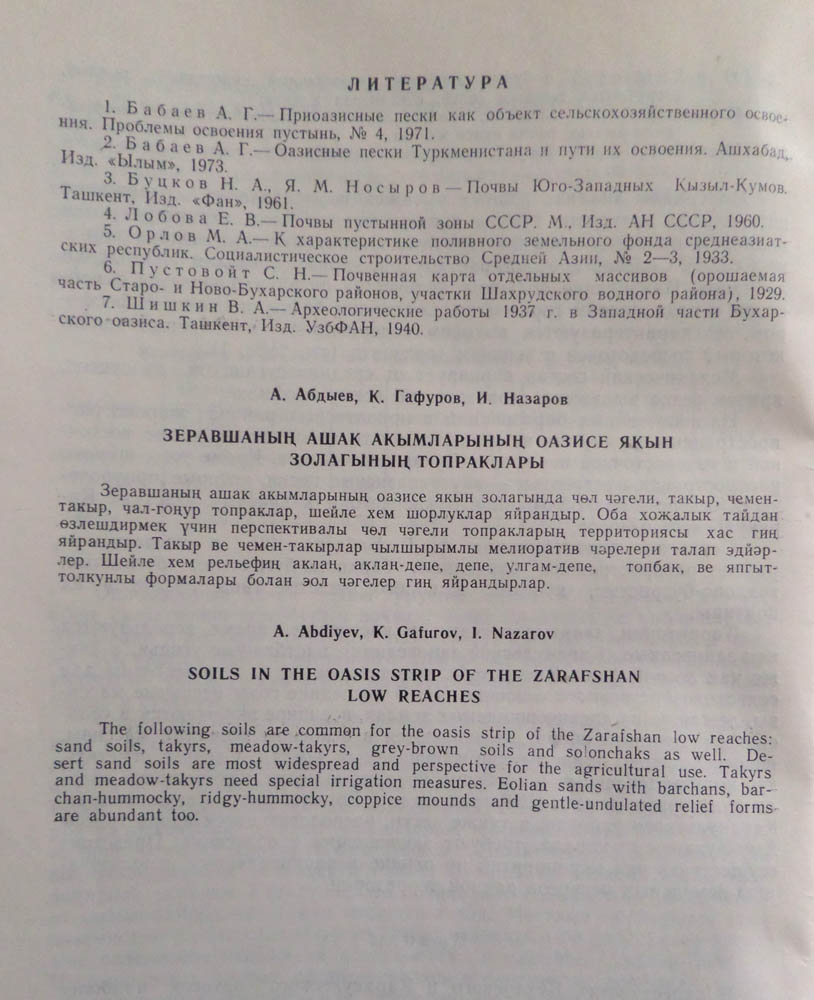 ЛИТЕРАТУРА
1. Бабаев А. Г.— Приоазисные пески как объект сельскохозяйственного освое-
ния. Проблемы освоения пустынь, № 4, 1971.
2. Бабаев А. Г.— Оазисные пески Туркменистана и пути их освоения. Ашхабад,
Изд. «Ылым», 1973.
3. Буцков Н. А., Я. М. Носыров — Почвы Юго-Западных Кызыл-Кумов.
Ташкент, Изд. «Фан», 1961.
4. Лобова Е. В.— Почвы пустынной зоны СССР. М., Изд. АН СССР, 1960.
5. Орлов М. А.— К характеристике поливного земельного фонда среднеазиат-
ских республик. Социалистическое строительство Средней Азии, № 2—3, 1933.
6. Пустовойт С. Н.— Почвенная карта отдельных массивов (орошаемая
часть Старо- и Ново-Бухарского районов, участки Шахрудского водного района), 1929.
7. Шишкин В. А.— Археологические работы 1937 г. в Западной части Бухар-
ского оазиса. Ташкент, Изд. УзбФАН, 1940.
А. Абдыев, К. Гафуров, И. Назаров
ЗЕРАВШАНЫҢ АШАК АКЫМЛАРЫНЫҢ ОАЗИСЕ ЯКЫН
ЗОЛАГЫНЫҢ ТОПРАКЛАРЫ
Зеравшаның ашак акымларының оазисе якын золагында чөл чәгели, такыр, чемен-
такыр, чал-гоңур топраклар, шейле хем шорлуклар яйрандыр. Оба хоҗалык тайдан
өзлешдирмек үчин перспективалы чөл чәгели топракларың территориясы хас гиң
яйрандыр. Такыр ве чемен-такырлар чылшырымлы мелиоратив чәрелери талап эдйәр-
лер. Шейле хем рельефиң аклаң, аклаң-депе, депе, улгам-депе, топбак, ве япгыт-
толкунлы формалары болан эол чәгелер гиң яйрандырлар.
A. Abdiyev, K. Gafurov, I. Nazarov
SOILS IN THE OASIS STRIP OF THE ZARAFSHAN
LOW REACHES
The following soils are common for the oasis strip of the Zarafshan low reaches:
sand soils, takyrs, meadow-takyrs, grey-brown soils and solonchaks as well. De-
sert sand soils are most widespread and perspective for the agricultural use. Takyrs
and meadow-takyrs need special irrigation measures. Eolian sands with barchans, bar-
chan-hummocky, ridgy-hummocky, coppice mounds and gentle-undulated relief forms
are abundant too.